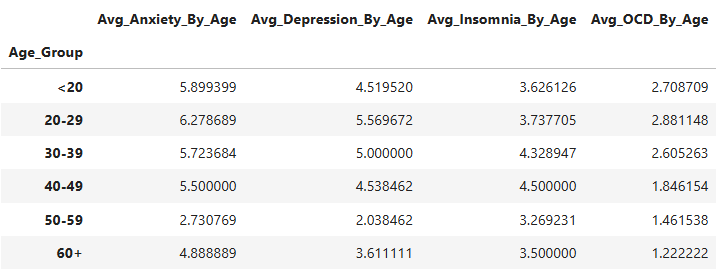 Avg_Anxiety_By_Age Avg_Depression_By_Age Avg_Insomnia_By_Age Avg_OCD_By_Age
Age_Group
<20 5.899399 4.519520 3.626126 2.708709
20-29 6.278689 5.569672 3.737705 2.881148
30-39 5.723684 5.000000 4.328947 2.605263
40-49 5.500000 4.538462 4.500000 1.846154
50-59 2.730769 2.038462 3.269231 1.461538
60+ 4.888889 3.611111 3.500000 1.222222